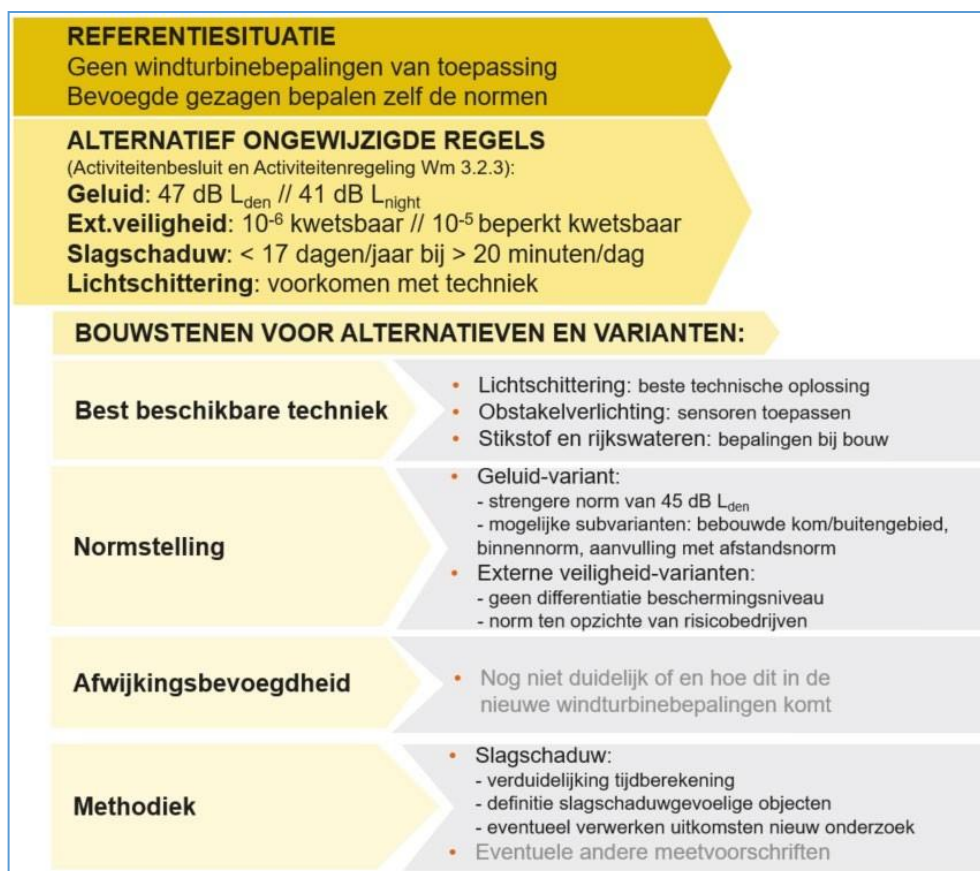 REFERENTIESITUATIE
Geen windturbinebepalingen van toepassing
Bevoegde gezagen bepalen zelf de normen
ALTERNATIEF ONGEWIJZIGDE REGELS
(Activiteitenbesluit en Activiteitenregeling Wm 3.2.3):
Geluid: 47 dB Lden // 41 dB Lnight
Ext.veiligheid: 10-6 kwetsbaar // 10-5 beperkt kwetsbaar
Slagschaduw: < 17 dagen/jaar bij > 20 minuten/dag
Lichtschittering: voorkomen met techniek
BOUWSTENEN VOOR ALTERNATIEVEN EN VARIANTEN:
Best beschikbare techniek
• Lichtschittering: beste technische oplossing
• Obstakelverlichting: sensoren toepassen
• Stikstof en rijkswateren: bepalingen bij bouw
Normstelling
• Geluid-variant:
- strengere norm van 45 dB Lden
- mogelijke subvarianten: bebouwde kom/buitengebied,
binnennorm, aanvulling met afstandsnorm
• Externe veiligheid-varianten:
- geen differentiatie beschermingsniveau
- norm ten opzichte van risicobedrijven
Afwijkingsbevoegdheid
• Nog niet duidelijk of en hoe dit in de
nieuwe windturbinebepalingen komt
Methodiek
• Slagschaduw:
- verduidelijking tijdberekening
- definitie slagschaduwgevoelige objecten
- eventueel verwerken uitkomsten nieuw onderzoek
• Eventuele andere meetvoorschriften